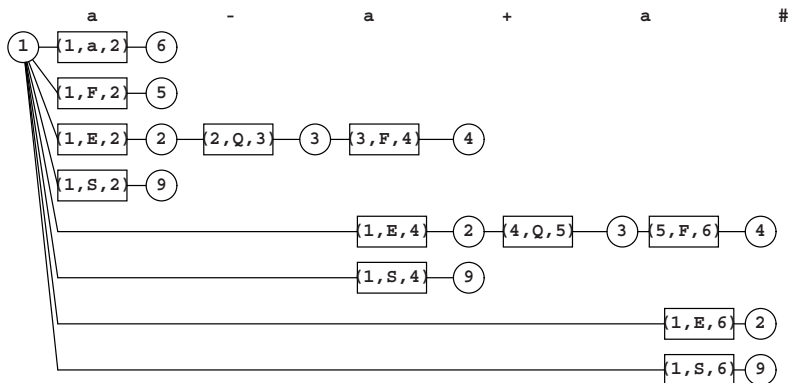 a - a + a #
1 (1,a,2) 6
(1,F,2) 5
(1,E,2) 2 (2,Q,3) 3 (3,F,4) 4
(1,S,2) 9
(1,E,4) 2 (4,Q,5) 3 (5,F,6) 4
(1,S,4) 9
(1,E,6) 2
(1,S,6) 9